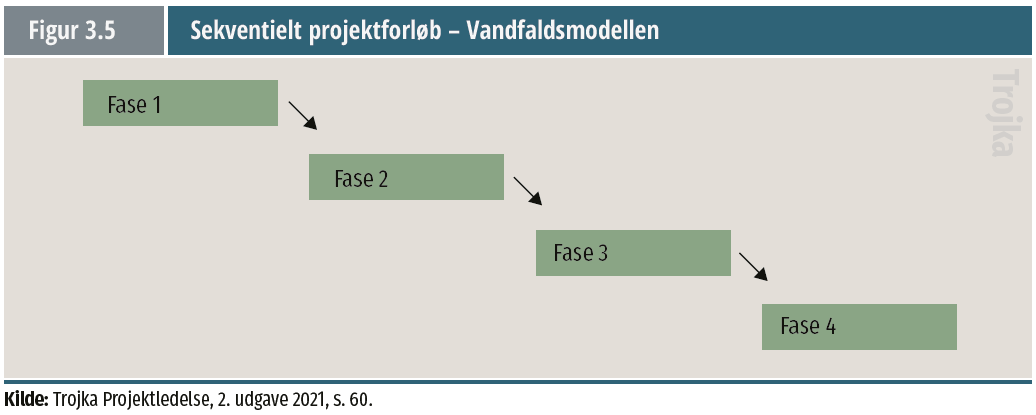 Figur 3.5
Sekventielt projektforløb – Vandfaldsmodellen
Trojka
Fase 1
Fase 2
Fase 3
Fase 4
Kilde: Trojka Projektledelse, 2. udgave 2021, s. 60.